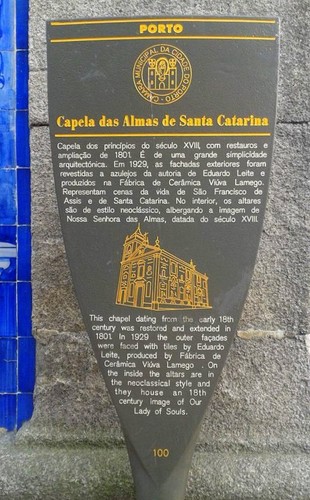 PORTO
CÂMARA MUNICIPAL DA CIDADE DO PORTO
Capela das Almas de Santa Catarina
Capela dos princípios do século XVIII, com restauros e
ampliação de 1801. É de uma grande simplicidade
arquitectónica. Em 1929, as fachadas exteriores foram
revestidas a azulejos da autoria de Eduardo Leite e
produzidos na Fábrica de Cerâmica Viúva Lamego.
Representam cenas da vida de São Francisco de
Assis e de Santa Catarina. No interior, os altares
são de estilo neoclássico, albergando a imagem de
Nossa Senhora das Almas, datada do século XVIII.
This chapel dating from the early 18th
century was restored and extended in
1801. In 1929 the outer façades
were faced with tiles by Eduardo
Leite, produced by Fábrica de
Cerâmica Viúva Lamego . On
the inside the altars are in
the neoclassical style and
they house an 18th
century image of Our
Lady of Souls.
100